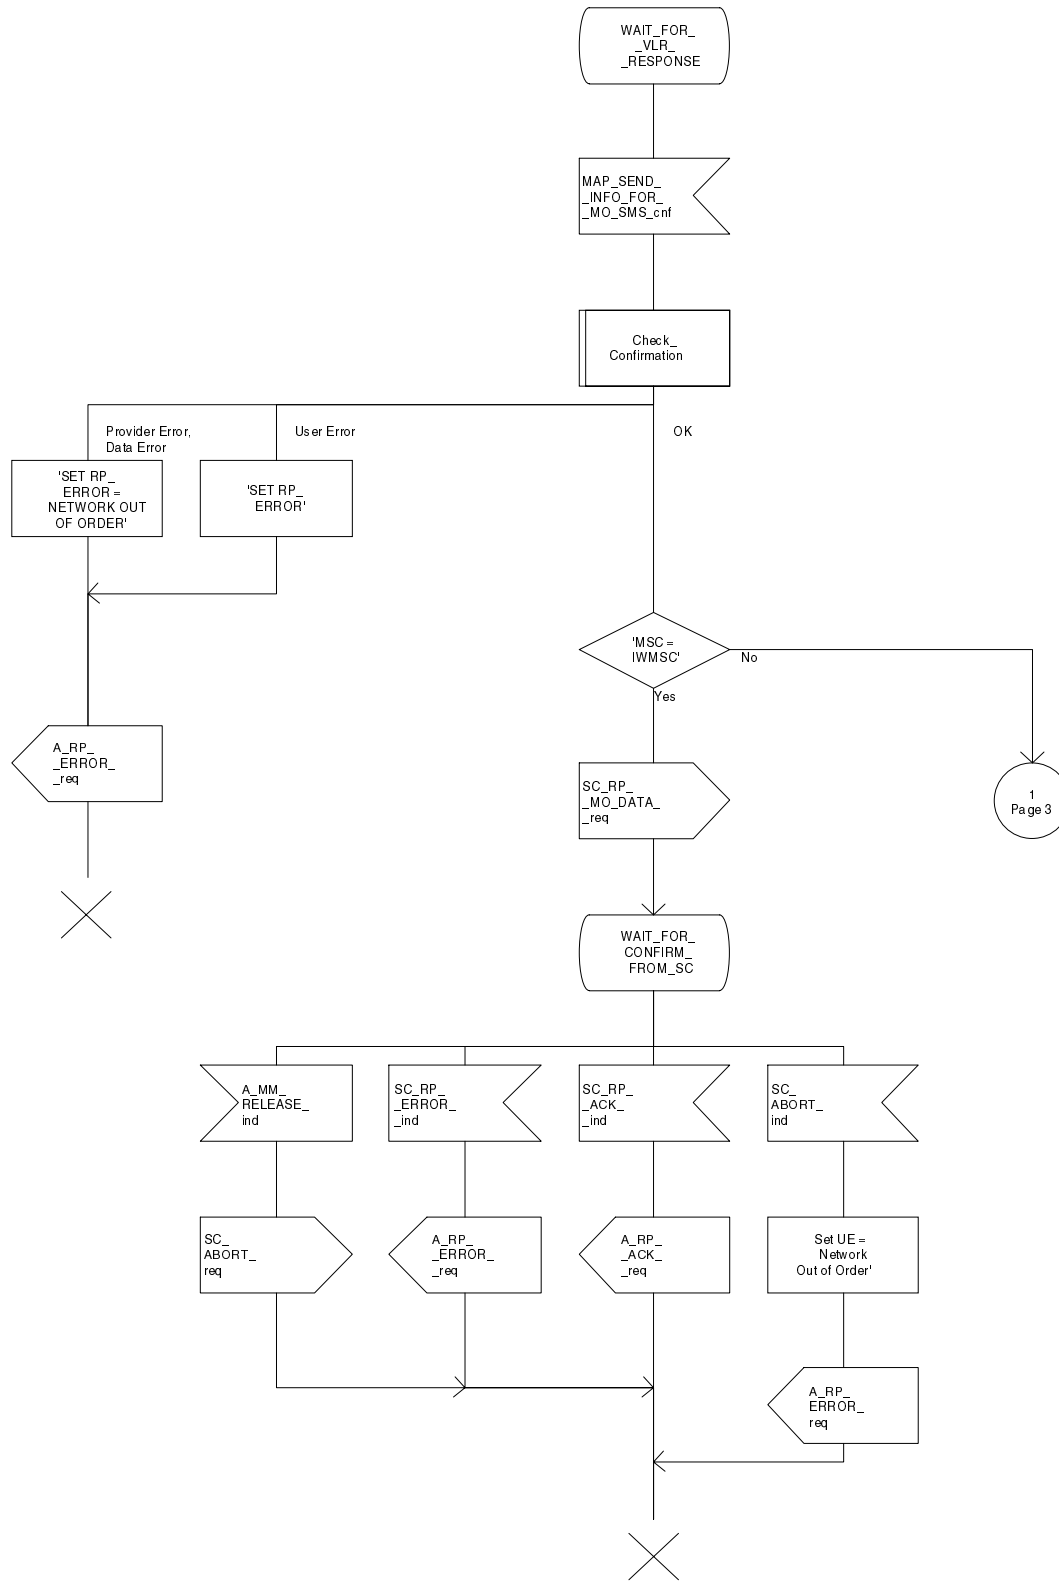 WAIT_FOR_
_VLR_
_RESPONSE
MAP_SEND_
_INFO_FOR_
_MO_SMS_cnf
Check_
Confirmation
Provider Error,
Data Error
User Error
OK
'SET RP_
ERROR =
NETWORK OUT
OF ORDER'
'SET RP_
ERROR'
'MSC =
IWMSC'
No
Yes
A_RP_
_ERROR_
_req
SC_RP_
_MO_DATA_
_req
1
Page 3
WAIT_FOR_
CONFIRM_
FROM_SC
A_MM_
RELEASE_
ind
SC_RP_
_ERROR_
_ind
SC_RP_
_ACK_
_ind
SC_
ABORT_
ind
SC_
ABORT_
req
A_RP_
_ERROR_
_req
A_RP_
_ACK_
_req
Set UE =
Network
Out of Order'
A_RP_
ERROR_
req